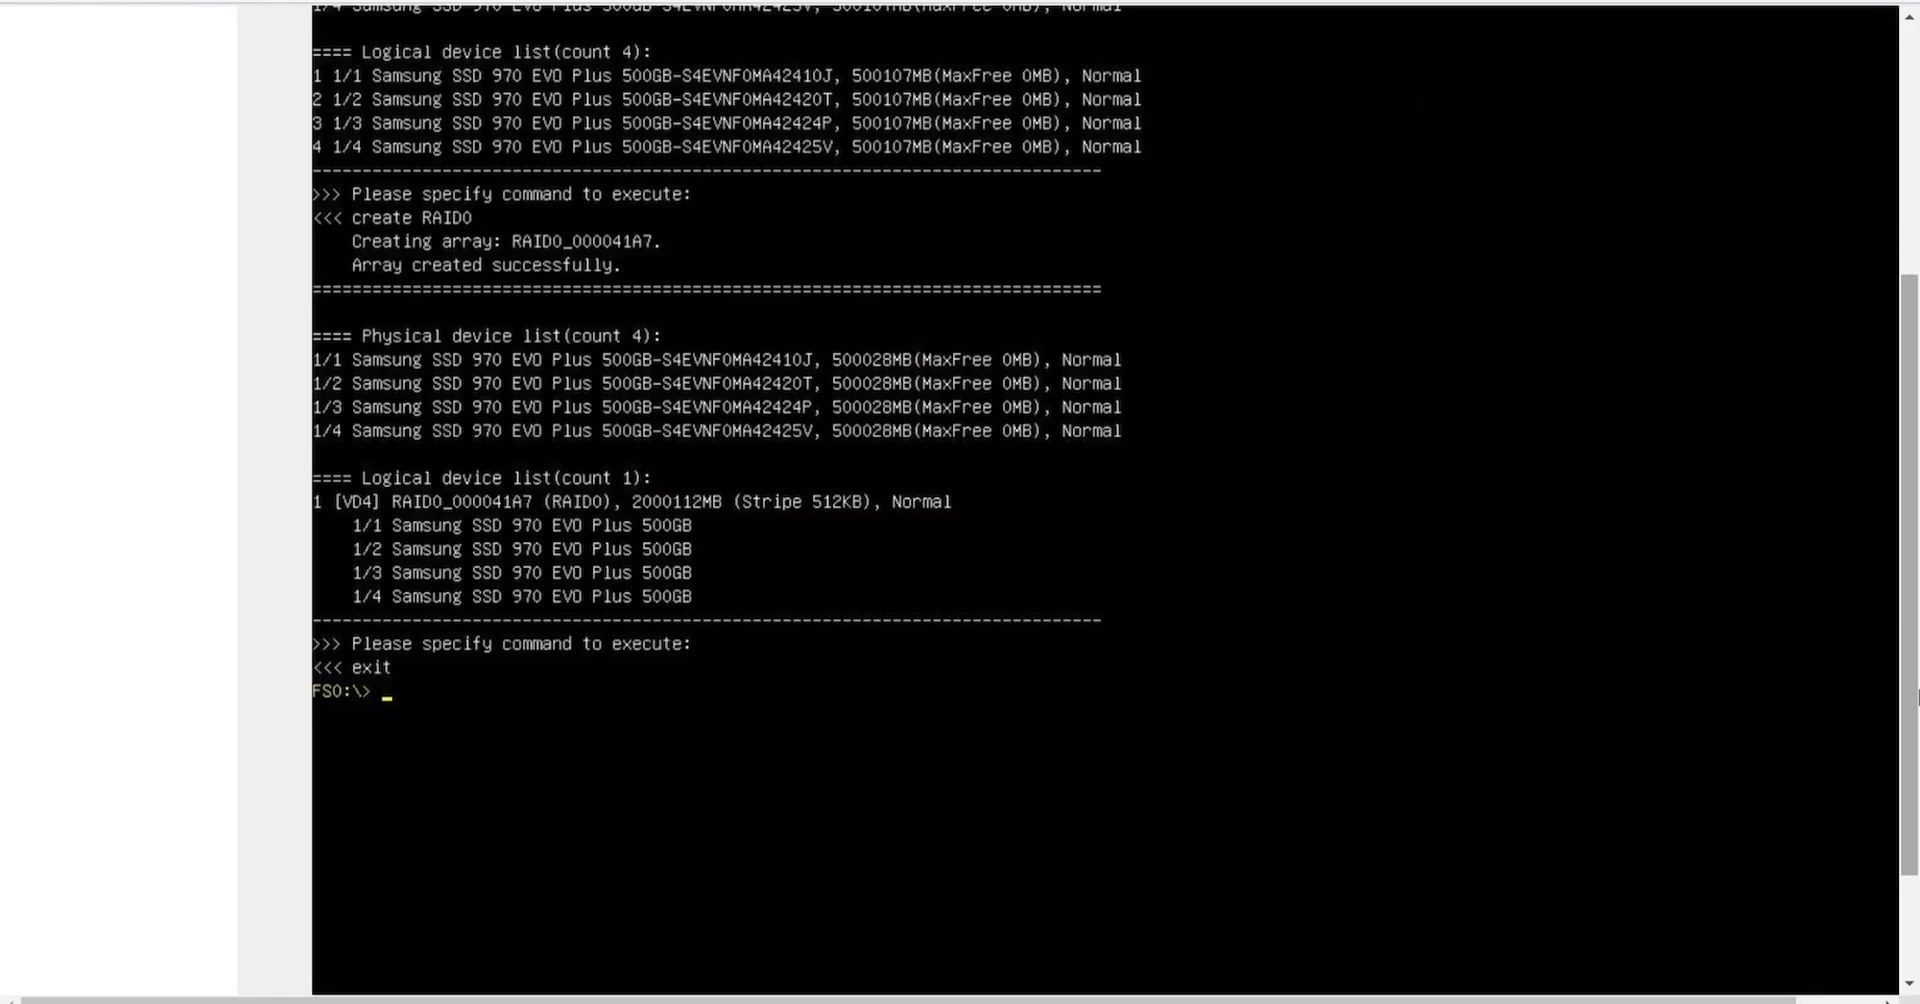 ==== Logical device list(count 4):
1 1/1 Samsung SSD 970 EVO Plus 500GB-S4EVNF0MA42410J, 500107MB(MaxFree 0MB), Normal
2 1/2 Samsung SSD 970 EVO Plus 500GB-S4EVNF0MA42420T, 500107MB(MaxFree 0MB), Normal
3 1/3 Samsung SSD 970 EVO Plus 500GB-S4EVNF0MA42424P, 500107MB(MaxFree 0MB), Normal
4 1/4 Samsung SSD 970 EVO Plus 500GB-S4EVNF0MA42425V, 500107MB(MaxFree 0MB), Normal
-------------------------------------------------------------------------------
>>> Please specify command to execute:
<<< create RAID0
Creating array: RAID0_000041A7.
Array created successfully.
===============================================================================
==== Physical device list(count 4):
1/1 Samsung SSD 970 EVO Plus 500GB-S4EVNF0MA42410J, 500028MB(MaxFree 0MB), Normal
1/2 Samsung SSD 970 EVO Plus 500GB-S4EVNF0MA42420T, 500028MB(MaxFree 0MB), Normal
1/3 Samsung SSD 970 EVO Plus 500GB-S4EVNF0MA42424P, 500028MB(MaxFree 0MB), Normal
1/4 Samsung SSD 970 EVO Plus 500GB-S4EVNF0MA42425V, 500028MB(MaxFree 0MB), Normal
==== Logical device list(count 1):
1 [VD4] RAID0_000041A7 (RAID0), 2000112MB (Stripe 512KB), Normal
1/1 Samsung SSD 970 EVO Plus 500GB
1/2 Samsung SSD 970 EVO Plus 500GB
1/3 Samsung SSD 970 EVO Plus 500GB
1/4 Samsung SSD 970 EVO Plus 500GB
-------------------------------------------------------------------------------
>>> Please specify command to execute:
<<< exit
FS0:\> _